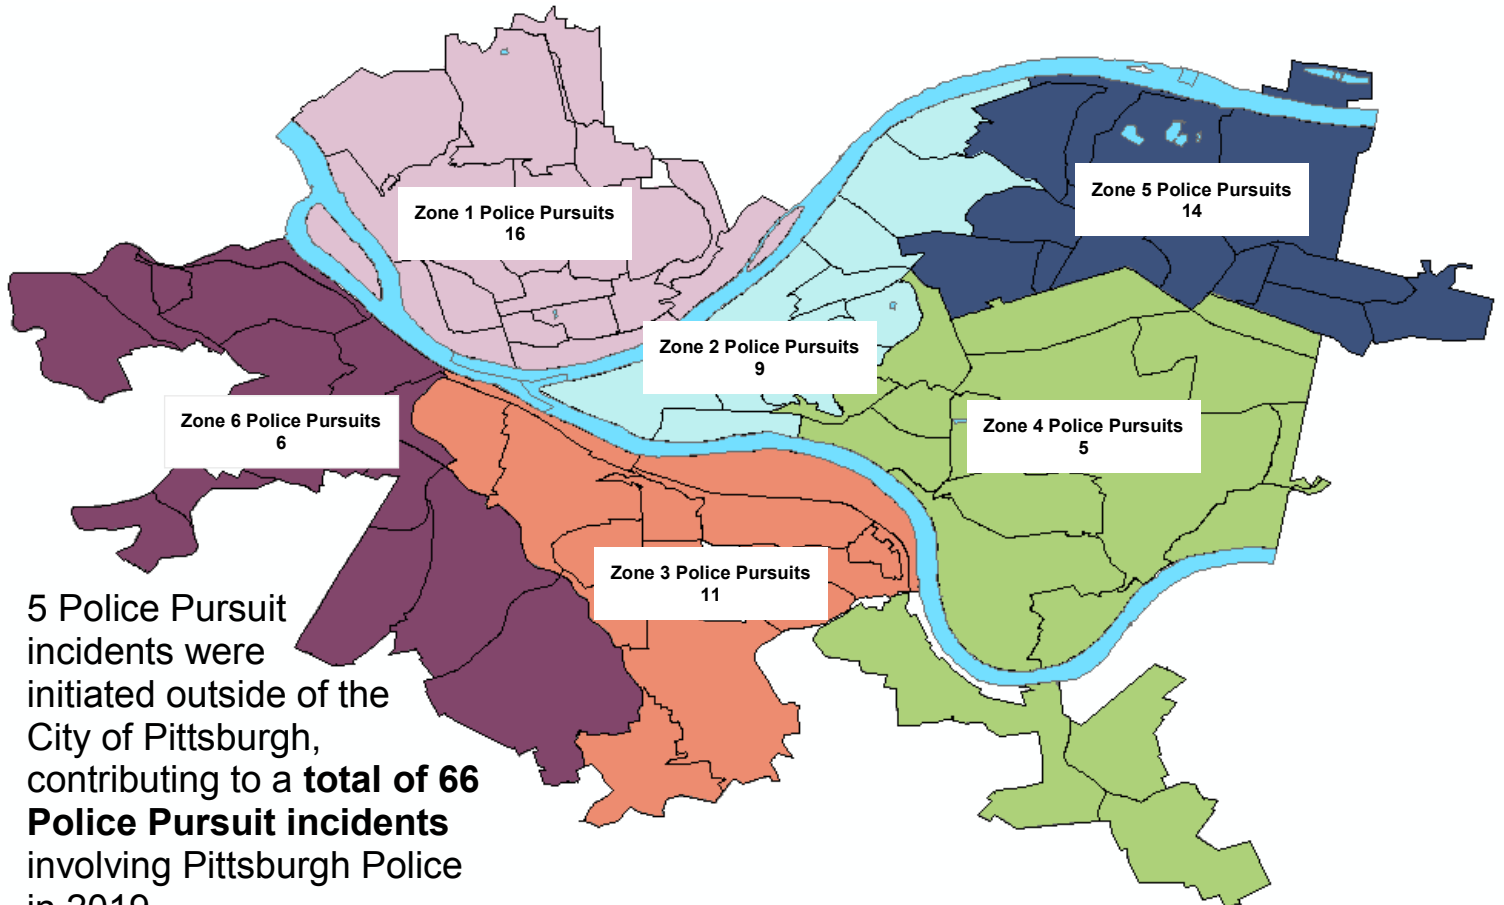 Zone 1 Police Pursuits
16
Zone 5 Police Pursuits
14
Zone 2 Police Pursuits
9
Zone 6 Police Pursuits
6
Zone 4 Police Pursuits
5
Zone 3 Police Pursuits
11
5 Police Pursuit
incidents were
initiated outside of the
City of Pittsburgh,
contributing to a total of 66
Police Pursuit incidents
involving Pittsburgh Police
in 2019